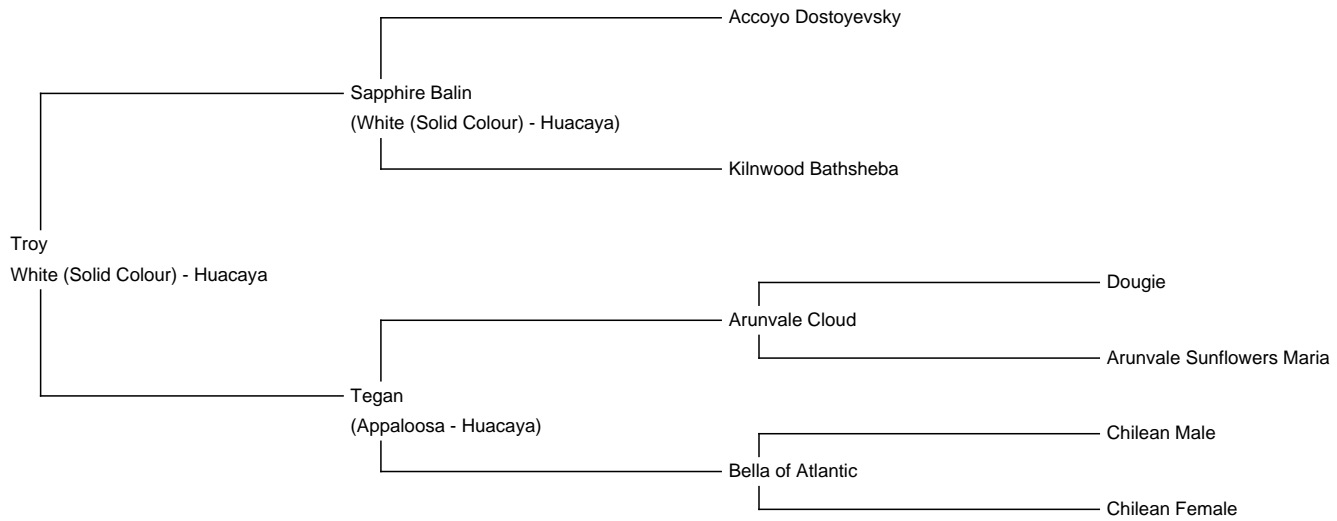 Accoyo Dostoyevsky
Sapphire Balin
(White (Solid Colour) - Huacaya)
Kilnwood Bathsheba
Troy
White (Solid Colour) - Huacaya
Dougie
Arunvale Cloud
Arunvale Sunflowers Maria
Tegan
(Appaloosa - Huacaya)
Chilean Male
Bella of Atlantic
Chilean Female